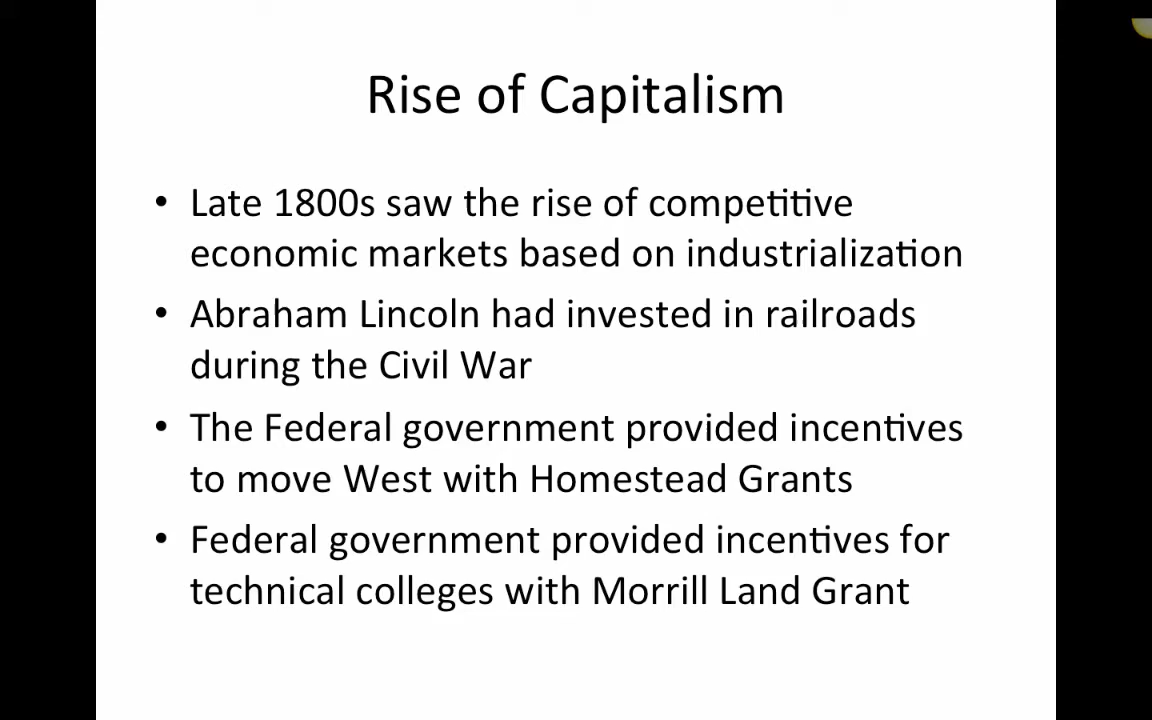 Rise of Capitalism
• Late 1800s saw the rise of competitive
economic markets based on industrialization
• Abraham Lincoln had invested in railroads
during the Civil War
• The Federal government provided incentives
to move West with Homestead Grants
• Federal government provided incentives for
technical colleges with Morrill Land Grant